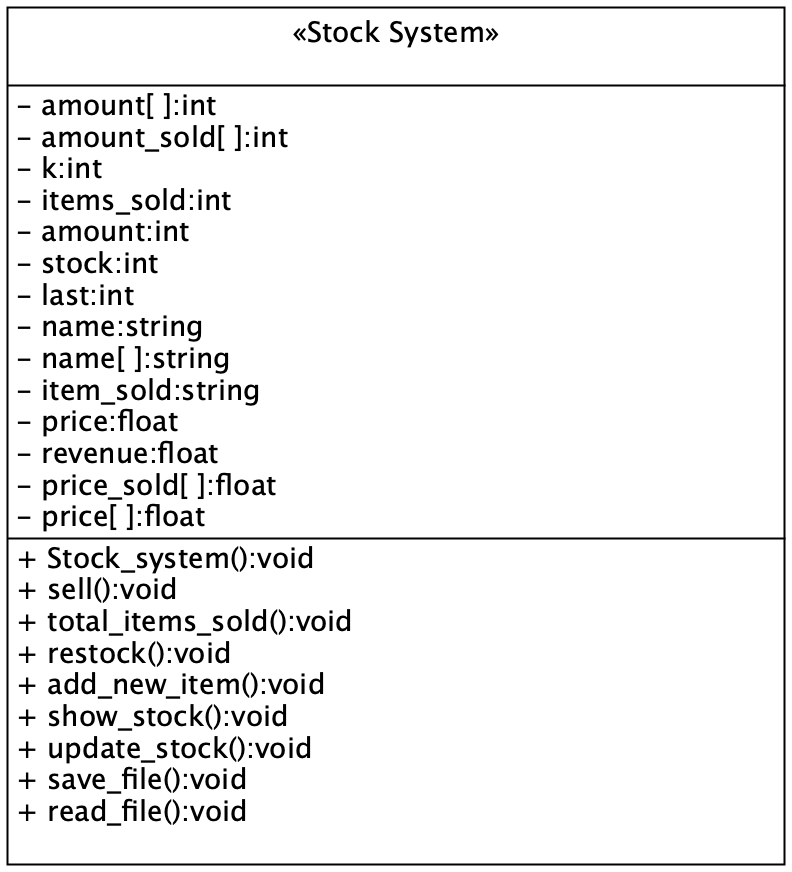 «Stock System»
– amount[ ]:int
– amount_sold[ ]:int
– k:int
– items_sold:int
– amount:int
– stock:int
– last:int
– name:string
– name[ ]:string
– item_sold:string
– price:float
– revenue:float
– price_sold[ ]:float
– price[ ]:float
+ Stock_system():void
+ sell():void
+ total_items_sold():void
+ restock():void
+ add_new_item():void
+ show_stock():void
+ update_stock():void
+ save_file():void
+ read_file():void